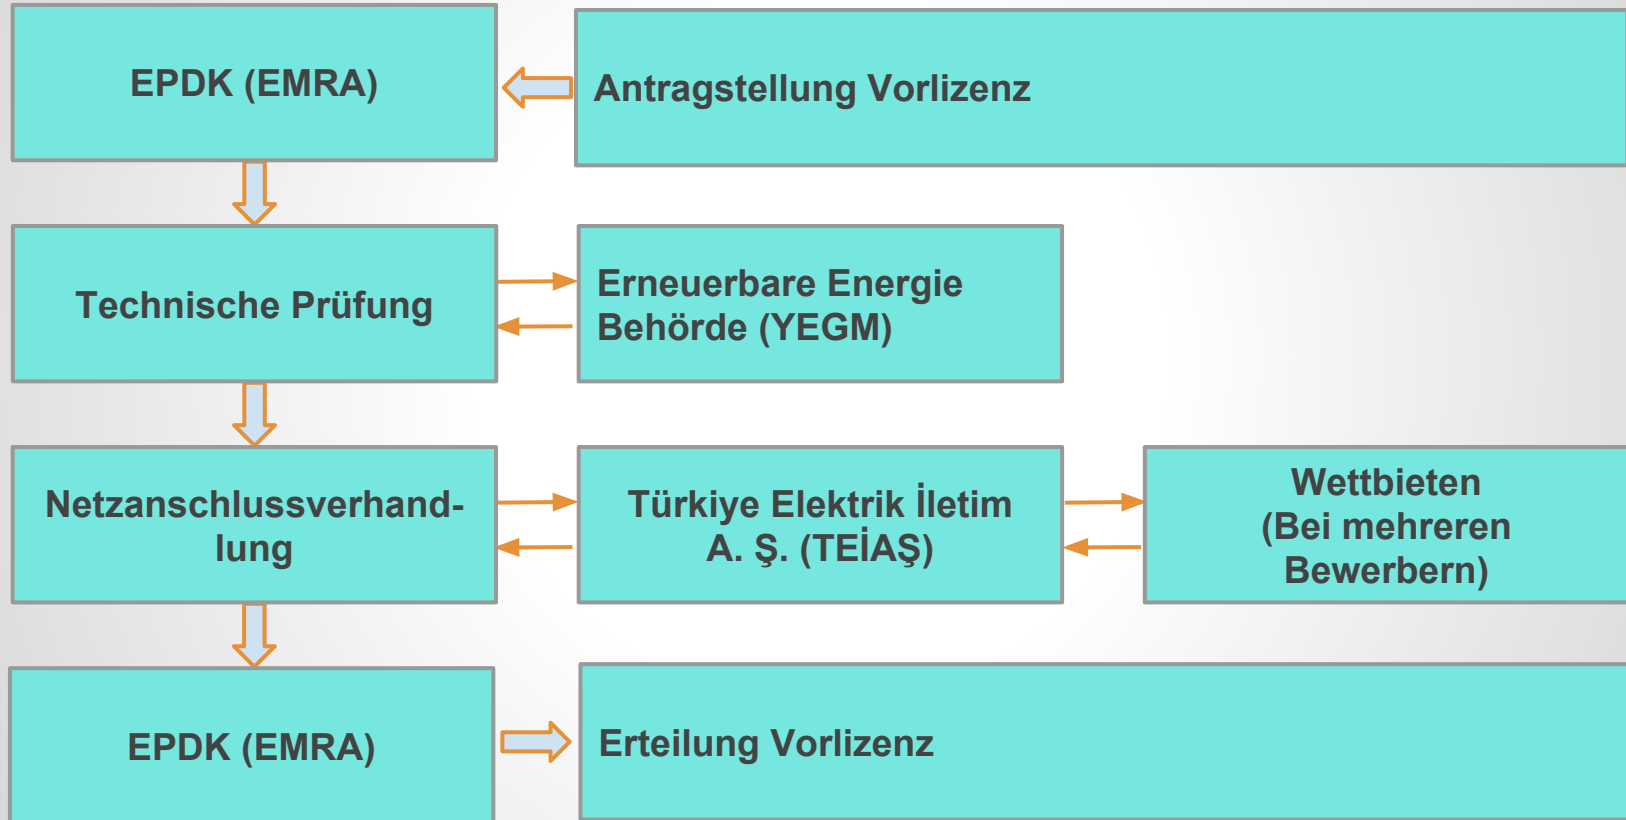 EPDK (EMRA)
Antragstellung Vorlizenz
Technische Prüfung
Erneuerbare Energie
Behörde (YEGM)
Netzanschlussverhand-
lung
Türkiye Elektrik İletim
A. Ş. (TEİAŞ)
Wettbieten
(Bei mehreren
Bewerbern)
EPDK (EMRA)
Erteilung Vorlizenz